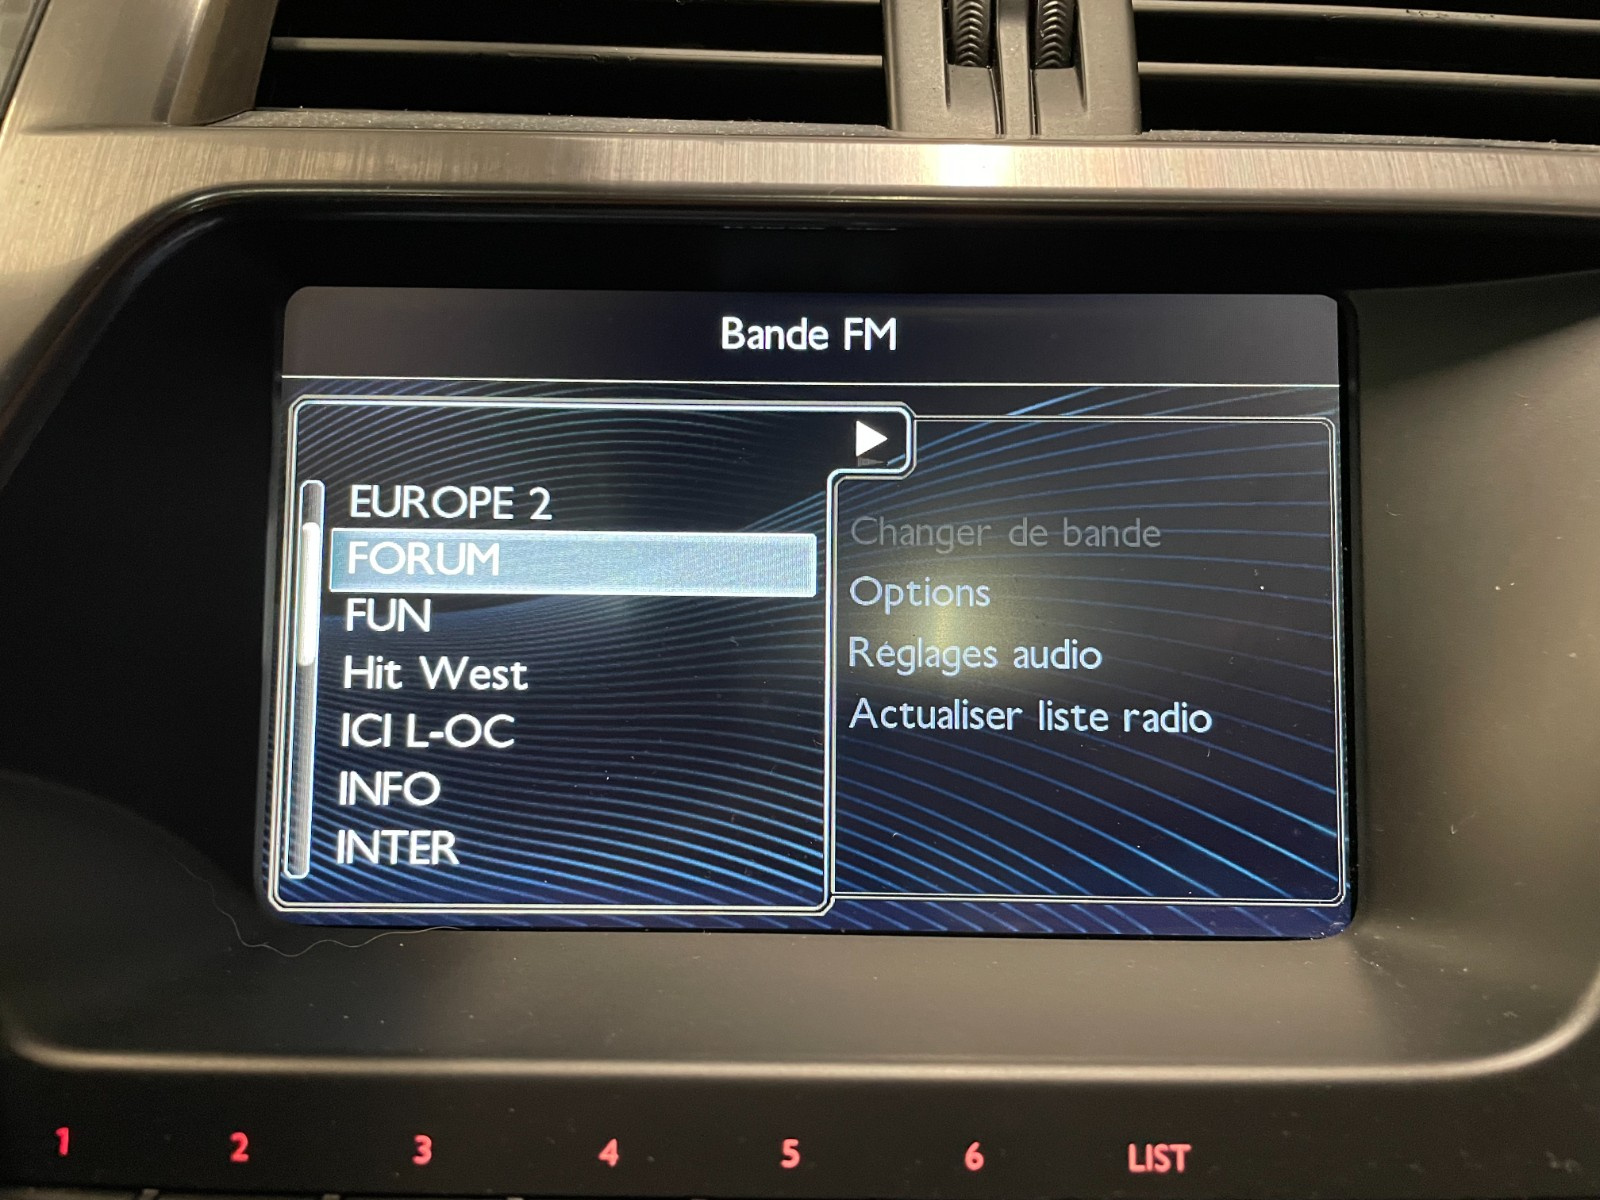 Bande FM
EUROPE 2
FORUM
FUN
Hit West
ICI L-OC
INFO
INTER
Changer de bande
Options
Réglages audio
Actualiser liste radio
1 2 3 4 5 6 LIST